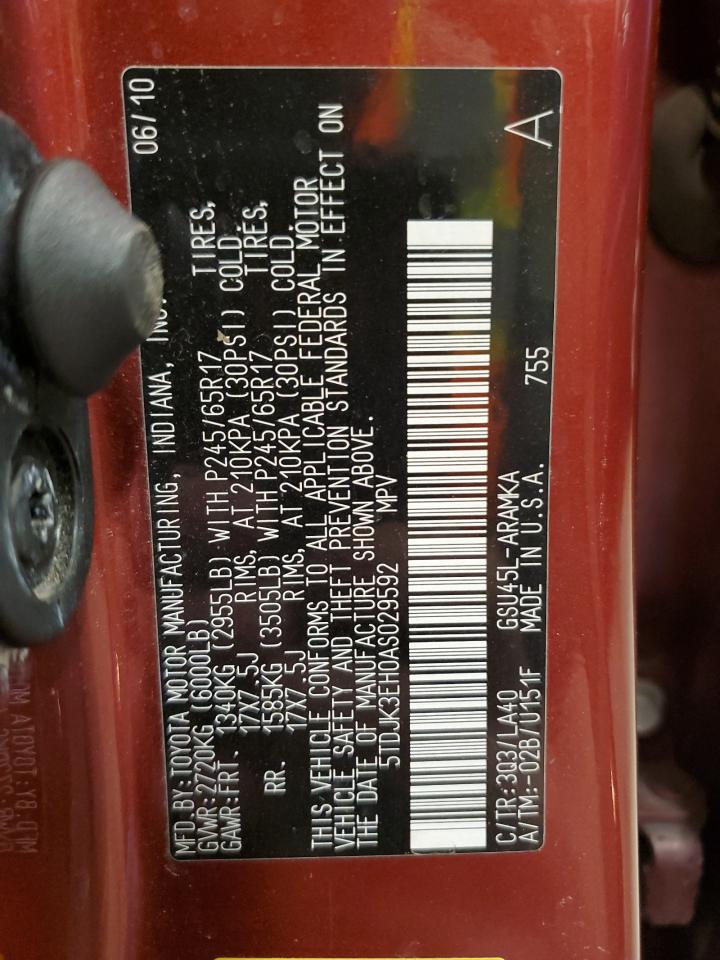 MFD.BY:TOYOTA MOTOR MANUFACTURING, INDIANA, INC. 06/10
GVWR:2720KG (6000LB)
GAWR:FRT. 1340KG (2955LB) WITH P245/65R17 TIRES,
17X7.5J RIMS, AT 210KPA (30PSI) COLD
RR. 1585KG (3505LB) WITH P245/65R17 TIRES,
17X7.5J RIMS, AT 210KPA (30PSI) COLD.
THIS VEHICLE CONFORMS TO ALL APPLICABLE FEDERAL MOTOR
VEHICLE SAFETY AND THEFT PREVENTION STANDARDS IN EFFECT ON
THE DATE OF MANUFACTURE SHOWN ABOVE.
5TDJK3EH0AS029592 MPV
C/TR:3Q3/LA40 GSU45L-ARAMKA A
A/TM:-02B/U151F MADE IN U.S.A. 755